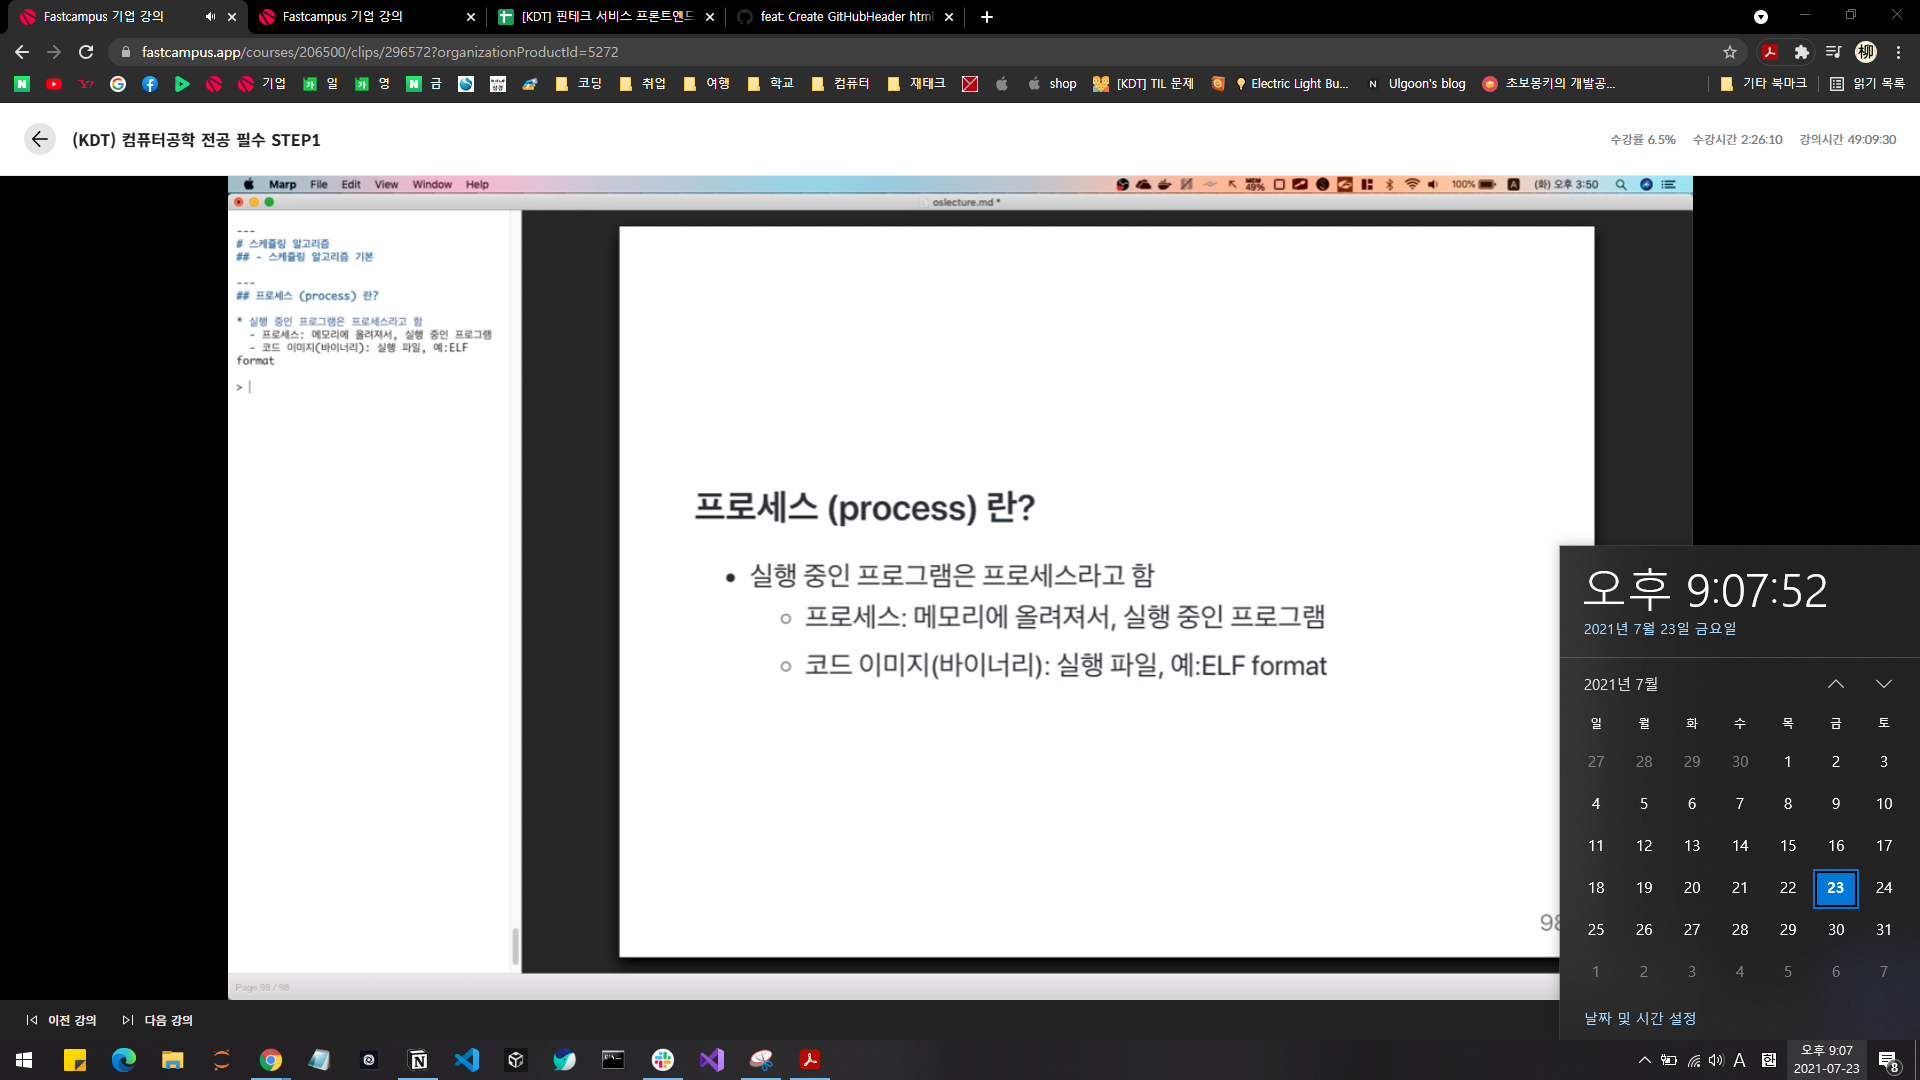 Fastcampus 기업 강의
Fastcampus 기업 강의
[KDT] 핀테크 서비스 프론트엔드
feat: Create GitHubHeader html
fastcampus.app/courses/206500/clips/296572?organizationProductId=5272
柳
기업
일
영
금
코딩
취업
여행
학교
컴퓨터
재테크
shop
[KDT] TIL 문제
Electric Light Bu...
Ulgoon's blog
초보몽키의 개발공...
기타 북마크
읽기 목록
(KDT) 컴퓨터공학 전공 필수 STEP1
수강률 6.5% 수강시간 2:26:10 강의시간 49:09:30
Marp File Edit View Window Help
100%
(화) 오후 3:50
oslecture.md *
---
# 스케쥴링 알고리즘
## - 스케쥴링 알고리즘 기본
---
## 프로세스 (process) 란?
* 실행 중인 프로그램은 프로세스라고 함
- 프로세스: 메모리에 올려져서, 실행 중인 프로그램
- 코드 이미지(바이너리): 실행 파일, 예:ELF
format
>
프로세스 (process) 란?
• 실행 중인 프로그램은 프로세스라고 함
○ 프로세스: 메모리에 올려져서, 실행 중인 프로그램
○ 코드 이미지(바이너리): 실행 파일, 예:ELF format
98
Page 98 / 98
오후 9:07:52
2021년 7월 23일 금요일
2021년 7월
일 월 화 수 목 금 토
27 28 29 30 1 2 3
4 5 6 7 8 9 10
11 12 13 14 15 16 17
18 19 20 21 22 23 24
25 26 27 28 29 30 31
1 2 3 4 5 6 7
날짜 및 시간 설정
이전 강의
다음 강의
A
한
오후 9:07
2021-07-23
8